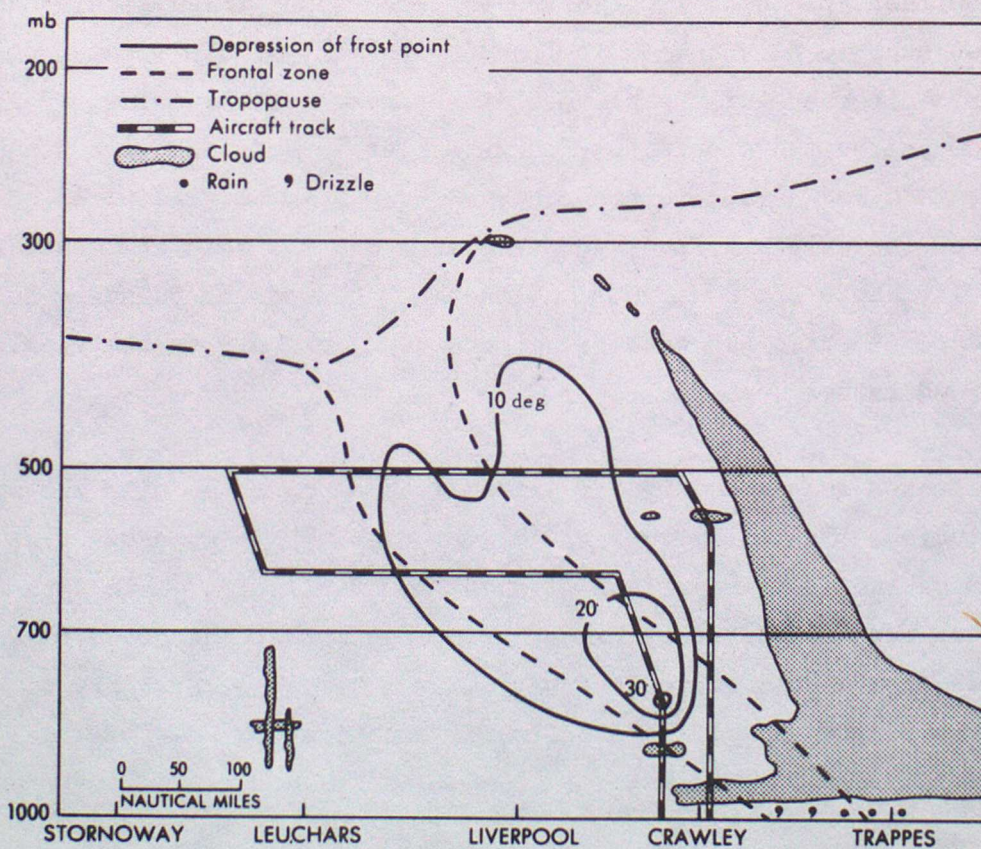 mb
Depression of frost point
200
Frontal zone
Tropopause
Aircraft track
Cloud
Rain Drizzle
300
10 deg
500
20
700
30
0 50 100
NAUTICAL MILES
1000
STORNOWAY LEUCHARS LIVERPOOL CRAWLEY TRAPPES